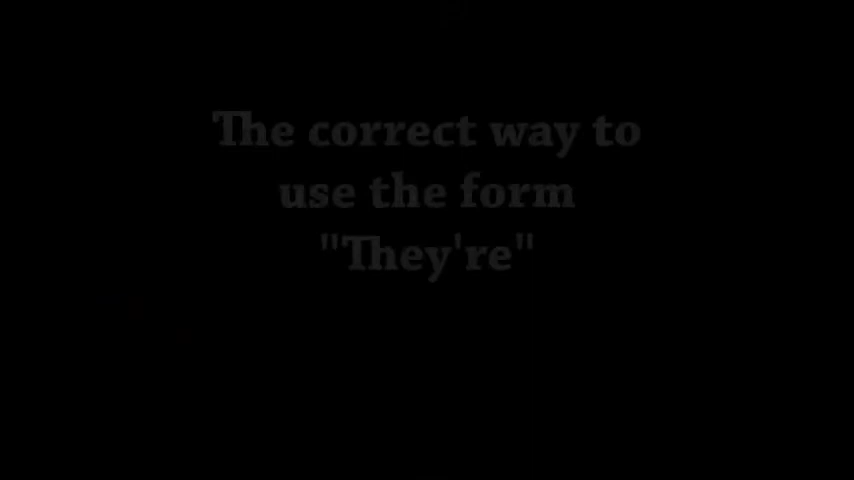 The correct way to
use the form
"They're"